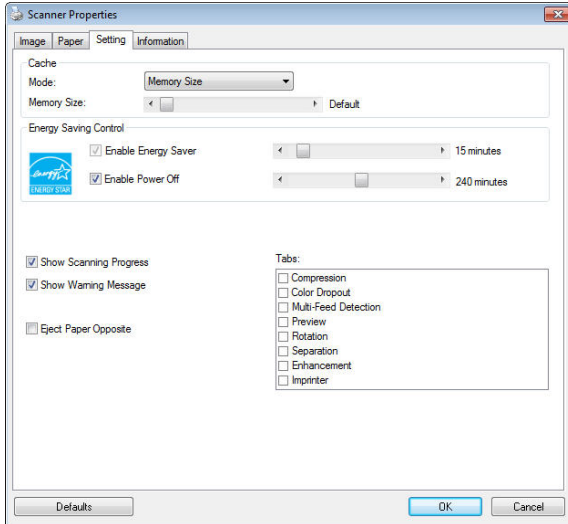 Scanner Properties
Image Paper Setting Information
Cache
Mode: Memory Size
Memory Size: Default
Energy Saving Control
Enable Energy Saver 15 minutes
Enable Power Off 240 minutes
energy
ENERGY STAR
Show Scanning Progress
Show Warning Message
Eject Paper Opposite
Tabs:
Compression
Color Dropout
Multi-Feed Detection
Preview
Rotation
Separation
Enhancement
Imprinter
Defaults OK Cancel